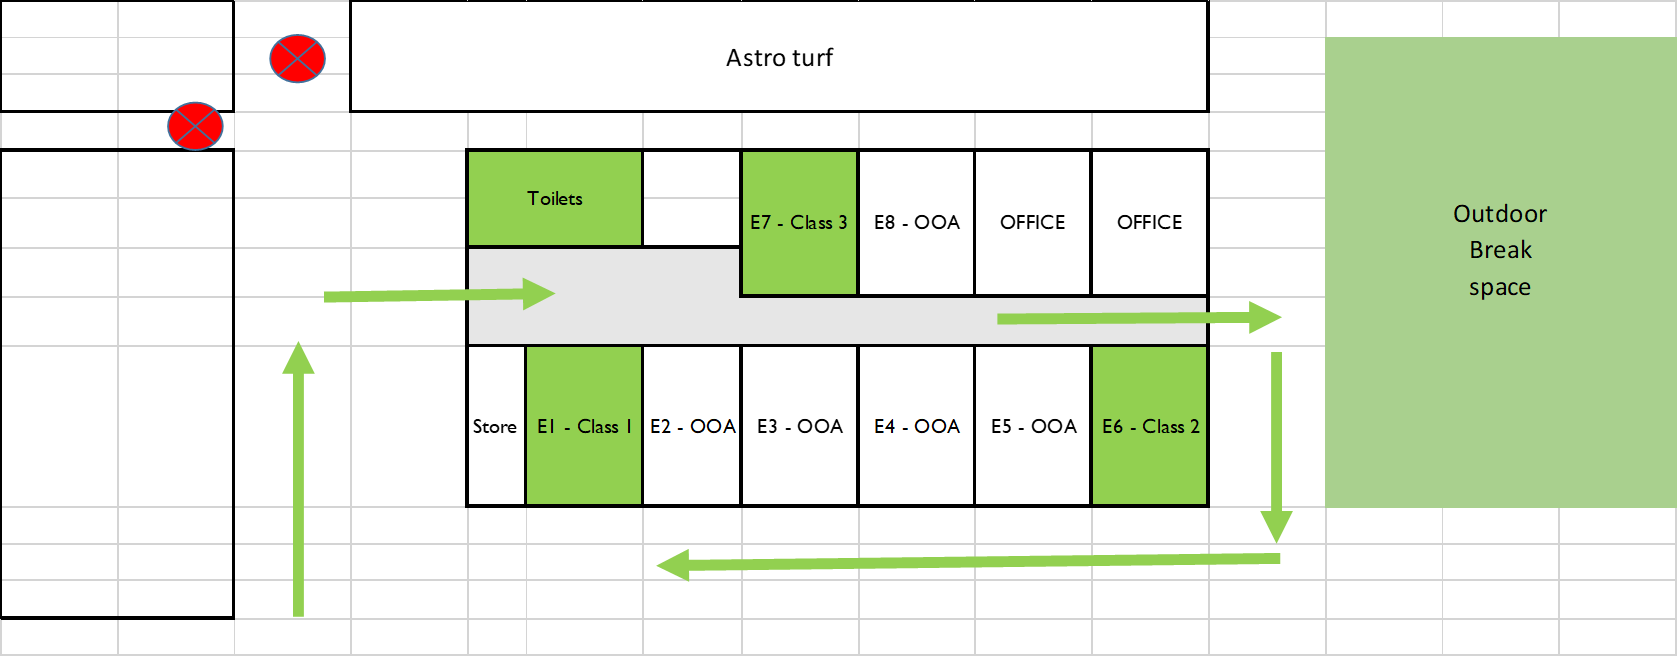 Astro turf
Toilets
E7 - Class 3
E8 - OOA
OFFICE
OFFICE
Outdoor
Break
space
Store
E1 - Class 1
E2 - OOA
E3 - OOA
E4 - OOA
E5 - OOA
E6 - Class 2